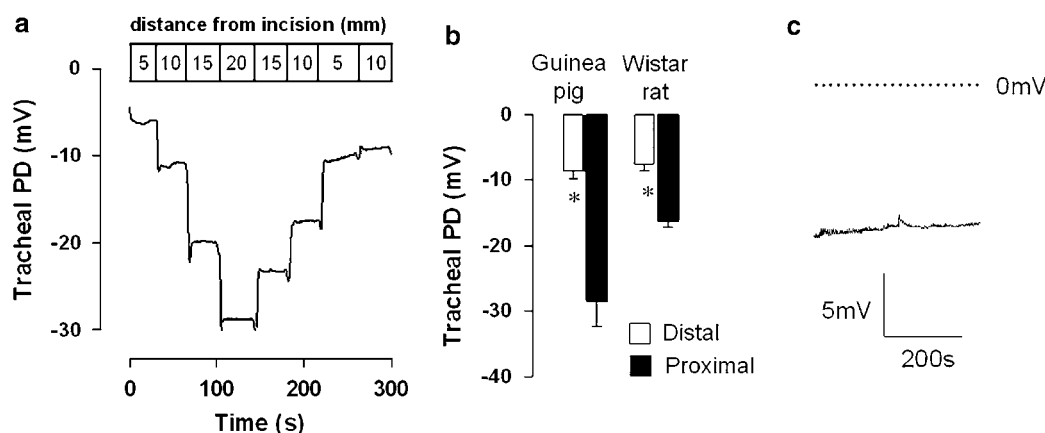 a
distance from incision (mm)
5 10 15 20 15 10 5 10
0
-10
-20
-30
Tracheal PD (mV)
0 100 200 300
Time (s)
b
Guinea pig
Wistar rat
0
-10
-20
-30
-40
Tracheal PD (mV)
*
*
Distal
Proximal
c
0mV
5mV
200s